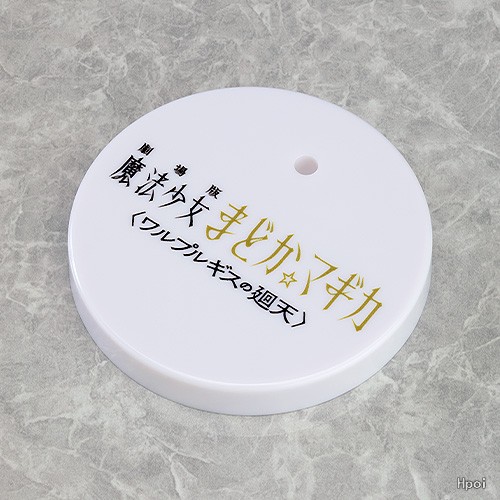 劇場版
魔法少女まどか☆マギカ
〈ワルプルギスの廻天〉
Hpoi